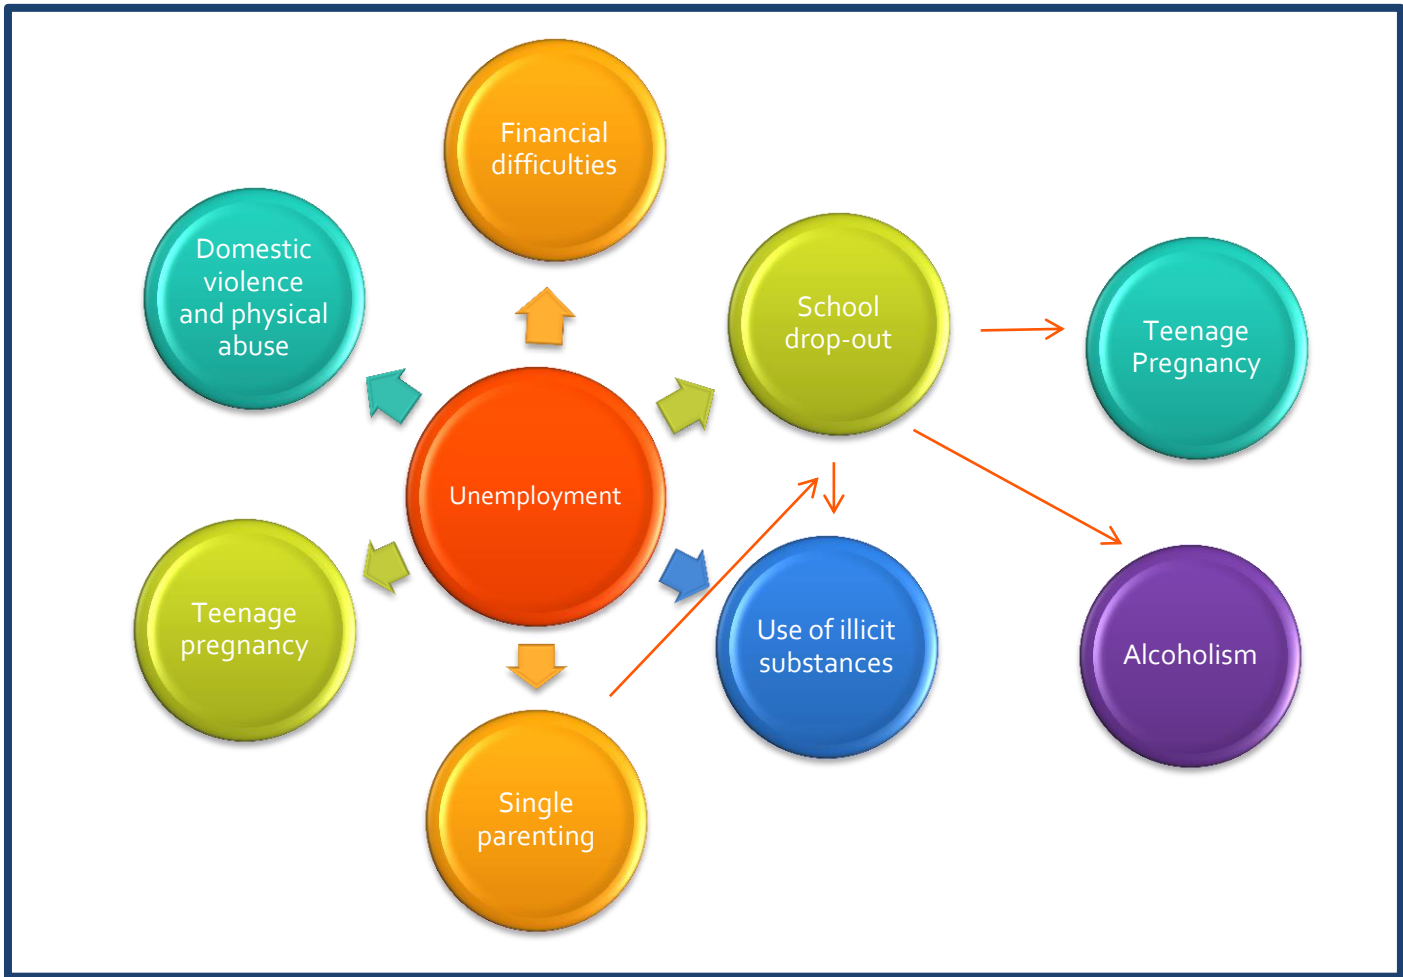 Financial
difficulties
Domestic
violence
and physical
abuse
School
drop-out
Teenage
Pregnancy
Unemployment
Teenage
pregnancy
Use of illicit
substances
Alcoholism
Single
parenting